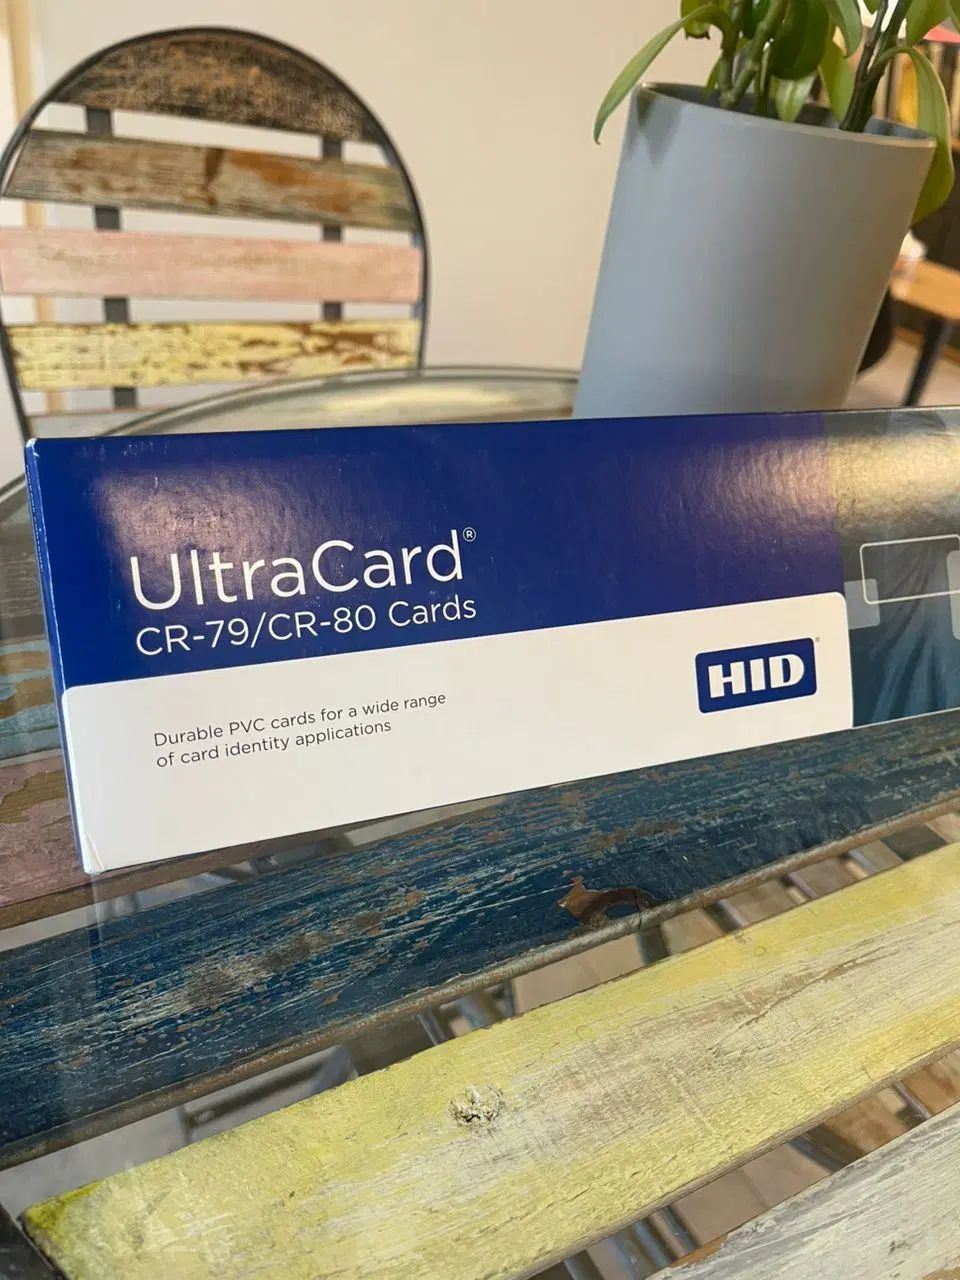 UltraCard®
CR-79/CR-80 Cards
Durable PVC cards for a wide range
of card identity applications
HID